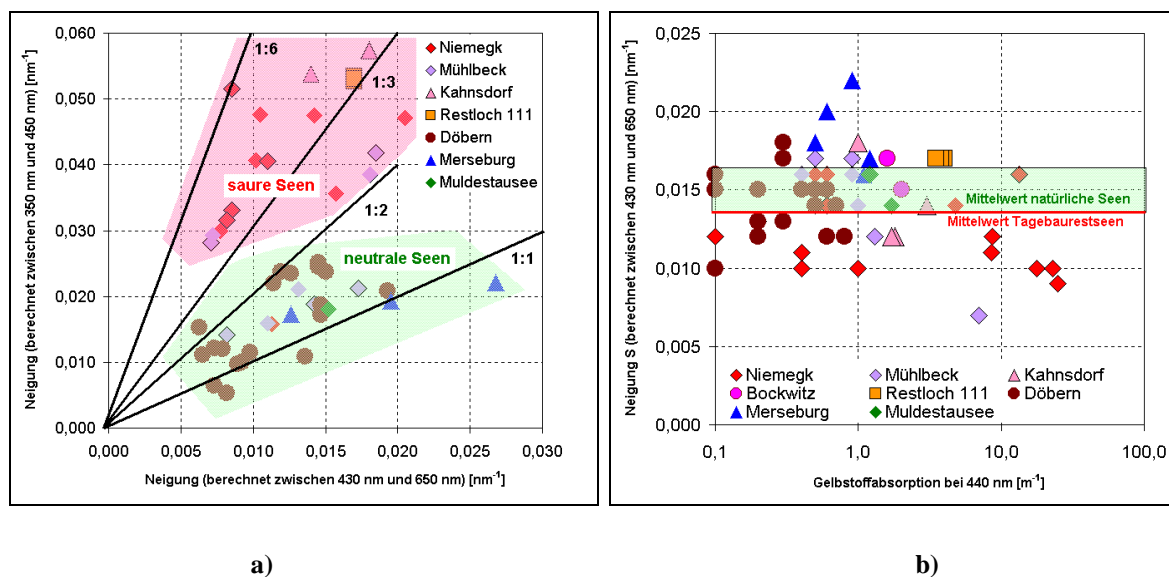 0,060
0,050
0,040
0,030
0,020
0,010
0,000
0,000 0,005 0,010 0,015 0,020 0,025 0,030
Neigung (berechnet zwischen 350 nm und 450 nm) [nm⁻¹]
Neigung (berechnet zwischen 430 nm und 650 nm) [nm⁻¹]
1:6
1:3
1:2
1:1
saure Seen
neutrale Seen
Niemegk
Mühlbeck
Kahnsdorf
Restloch 111
Döbern
Merseburg
Muldestausee
a)
0,025
0,020
0,015
0,010
0,005
0,000
0,1 1,0 10,0 100,0
Neigung S (berechnet zwischen 430 nm und 650 nm) [nm⁻¹]
Gelbstoffabsorption bei 440 nm [m⁻¹]
Mittelwert natürliche Seen
Mittelwert Tagebaurestseen
Niemegk Mühlbeck Kahnsdorf
Bockwitz Restloch 111 Döbern
Merseburg Muldestausee
b)